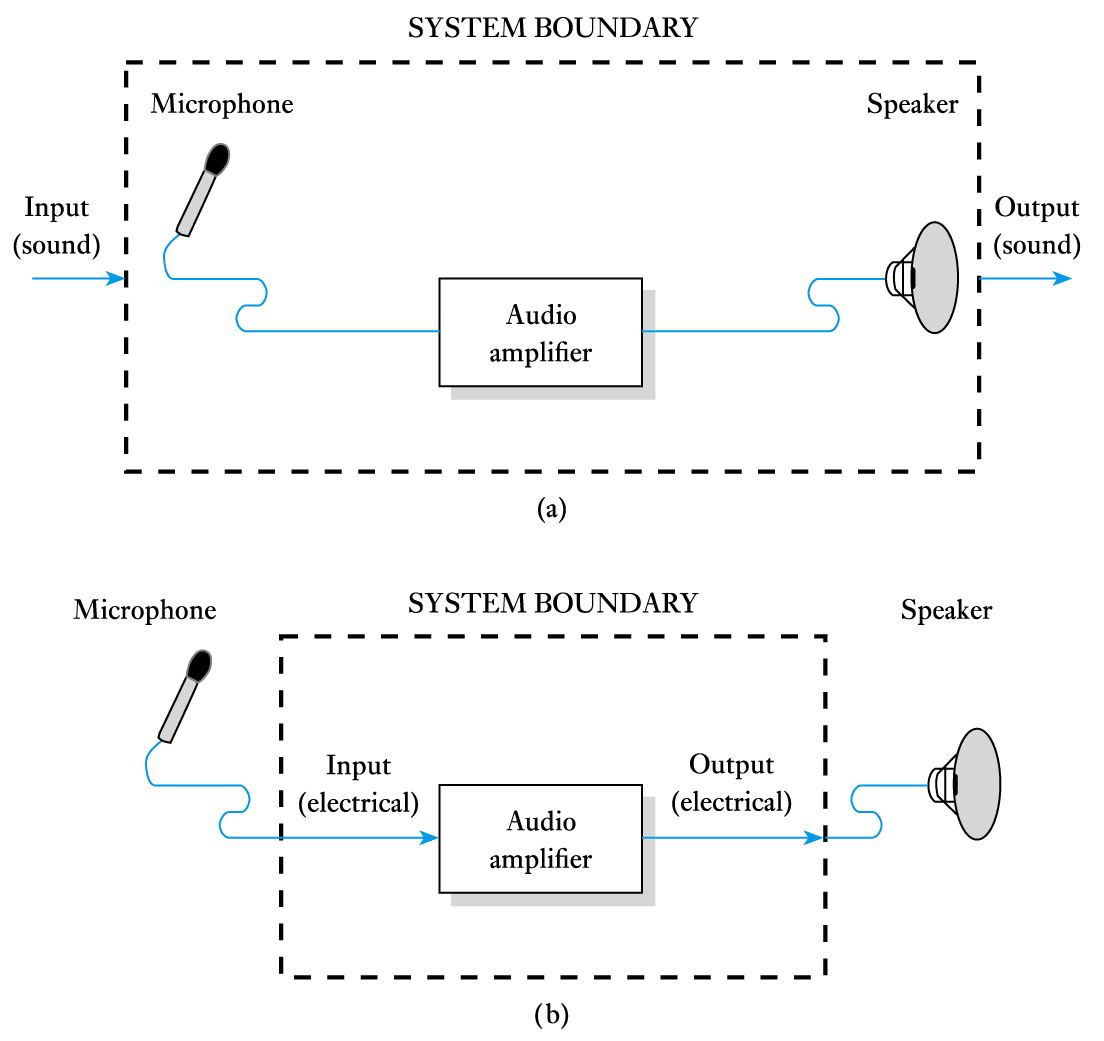 SYSTEM BOUNDARY
Microphone
Speaker
Input
(sound)
Output
(sound)
Audio
amplifier
(a)
Microphone
SYSTEM BOUNDARY
Speaker
Input
(electrical)
Output
(electrical)
Audio
amplifier
(b)